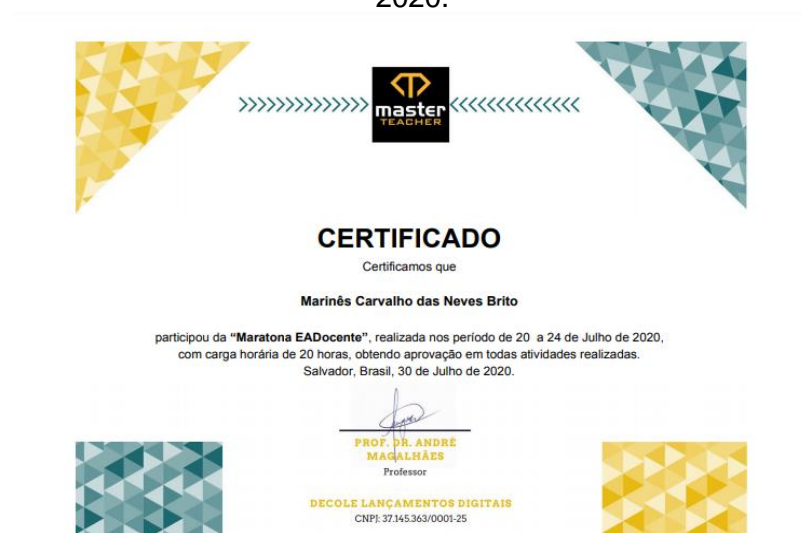 2020.
master
TEACHER
CERTIFICADO
Certificamos que
Marinês Carvalho das Neves Brito
participou da “Maratona EADocente”, realizada nos período de 20 a 24 de Julho de 2020,
com carga horária de 20 horas, obtendo aprovação em todas atividades realizadas.
Salvador, Brasil, 30 de Julho de 2020.
PROF. DR. ANDRÉ
MAGALHÃES
Professor
DECOLE LANÇAMENTOS DIGITAIS
CNPJ: 37.145.363/0001-25